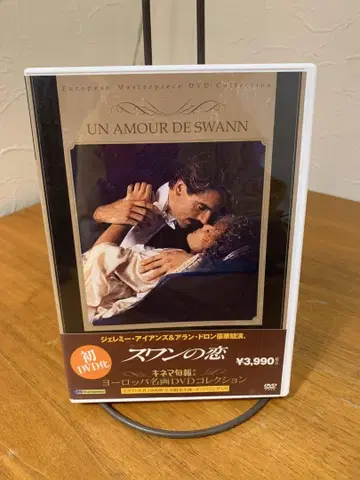 European Masterpiece DVD Collection
UN AMOUR DE SWANN
ジェレミー・アイアンズ&アラン・ドロン豪華競演。
初
DVD化
スワンの恋
¥3,990
キネマ旬報
ヨーロッパ名画DVDコレクション
DVD